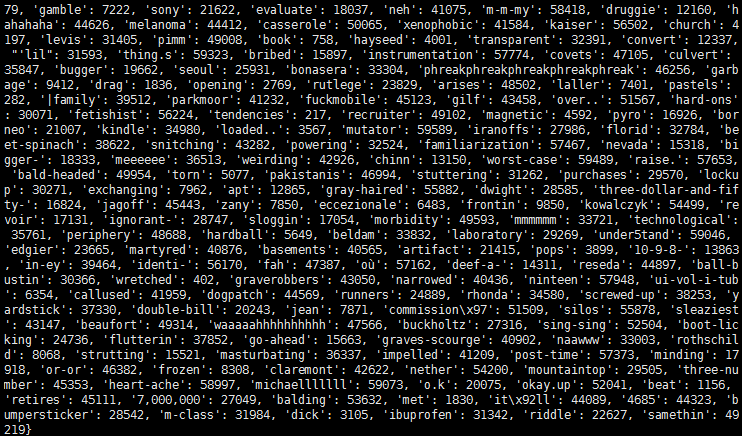 79, 'gamble': 7222, 'sony': 21622, 'evaluate': 18037, 'neh': 41075, 'm-m-my': 58418, 'druggie': 12160, 'h
ahahaha': 44626, 'melanoma': 44412, 'casserole': 50065, 'xenophobic': 41584, 'kaiser': 56502, 'church': 4
197, 'levis': 31405, 'pimm': 49008, 'book': 758, 'hayseed': 4001, 'transparent': 32391, 'convert': 12337,
 "'lil": 31593, 'thing.s': 59323, 'bribed': 15897, 'instrumentation': 57774, 'covets': 47105, 'culvert':
35847, 'bugger': 19662, 'seoul': 25931, 'bonasera': 33304, 'phreakphreakphreakphreakphreak': 46256, 'garb
age': 9412, 'drag': 1836, 'opening': 2769, 'rutlege': 23829, 'arises': 48502, 'laller': 7401, 'pastels':
282, '|family': 39512, 'parkmoor': 41232, 'fuckmobile': 45123, 'gilf': 43458, 'over..': 51567, 'hard-ons'
: 30071, 'fetishist': 56224, 'tendencies': 217, 'recruiter': 49102, 'magnetic': 4592, 'pyro': 16926, 'bor
neo': 21007, 'kindle': 34980, 'loaded..': 3567, 'mutator': 59589, 'iranoffs': 27986, 'florid': 32784, 'be
et-spinach': 38622, 'snitching': 43282, 'powering': 32524, 'familiarization': 57467, 'nevada': 15318, 'bi
gger-': 18333, 'meeeeee': 36513, 'weirding': 42926, 'chinn': 13150, 'worst-case': 59489, 'raise.': 57653,
 'bald-headed': 49954, 'torn': 5077, 'pakistanis': 46994, 'stuttering': 31262, 'purchases': 29570, 'locku
p': 30271, 'exchanging': 7962, 'apt': 12865, 'gray-haired': 55882, 'dwight': 28585, 'three-dollar-and-fif
ty-': 16824, 'jagoff': 45443, 'zany': 7850, 'eccezionale': 6483, 'frontin': 9850, 'kowalczyk': 54499, 're
voir': 17131, 'ignorant-': 28747, 'sloggin': 17054, 'morbidity': 49593, 'mmmmmm': 33721, 'technological':
 35761, 'periphery': 48688, 'hardball': 5649, 'beldam': 33832, 'laboratory': 29269, 'under5tand': 59046,
'edgier': 23665, 'martyred': 40876, 'basements': 40565, 'artifact': 21415, 'pops': 3899, '10-9-8-': 13863
, 'in-ey': 39464, 'identi-': 56170, 'fah': 47387, 'où': 57162, 'deef-a-': 14311, 'reseda': 44897, 'ball-b
ustin': 30366, 'wretched': 402, 'graverobbers': 43050, 'narrowed': 40436, 'ninteen': 57948, 'ui-vol-i-tub
': 6354, 'callused': 41959, 'dogpatch': 44569, 'runners': 24889, 'rhonda': 34580, 'screwed-up': 38253, 'y
ardstick': 37330, 'double-bill': 20243, 'jean': 7871, 'commission\x97': 51509, 'silos': 55878, 'sleaziest
': 43147, 'beaufort': 49314, 'waaaaahhhhhhhhhh': 47566, 'buckholtz': 27316, 'sing-sing': 52504, 'boot-lic
king': 24736, 'flutterin': 37852, 'go-ahead': 15663, 'graves-scourge': 40902, 'naawww': 33003, 'rothschil
d': 8068, 'strutting': 15521, 'masturbating': 36337, 'impelled': 41209, 'post-time': 57373, 'minding': 17
918, 'or-or': 46382, 'frozen': 8308, 'claremont': 42622, 'nether': 54200, 'mountaintop': 29505, 'three-nu
mber': 45353, 'heart-ache': 58997, 'michaelllllll': 59073, 'o.k': 20075, 'okay.up': 52041, 'beat': 1156,
'retires': 45111, '7,000,000': 27049, 'balding': 53632, 'met': 1830, 'it\x92ll': 44089, '4685': 44323, 'b
umpersticker': 28542, 'm-class': 31984, 'dick': 3105, 'ibuprofen': 31342, 'riddle': 22627, 'samethin': 49
219}